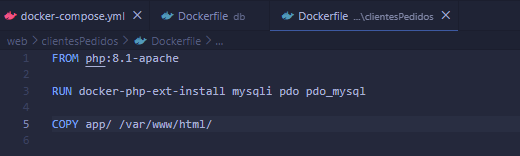 docker-compose.yml Dockerfile db Dockerfile ...\clientesPedidos
web > clientesPedidos > Dockerfile > ...
1 FROM php:8.1-apache
2
3 RUN docker-php-ext-install mysqli pdo pdo_mysql
4
5 COPY app/ /var/www/html/
6